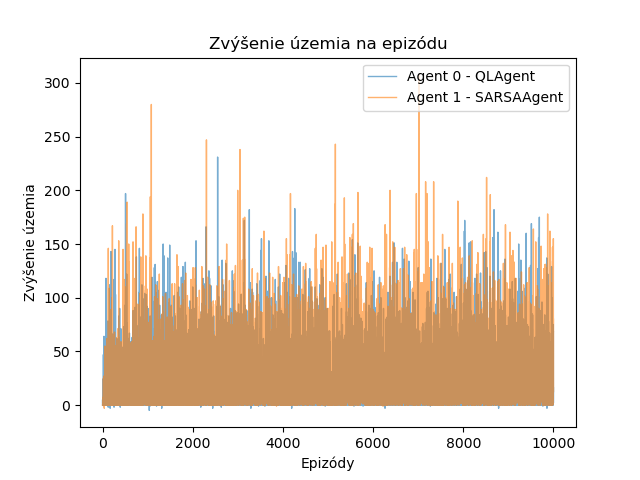 Zvýšenie územia na epizódu
Agent 0 - QLAgent
Agent 1 - SARSAAgent
Zvýšenie územia
300
250
200
150
100
50
0
0 2000 4000 6000 8000 10000
Epizódy